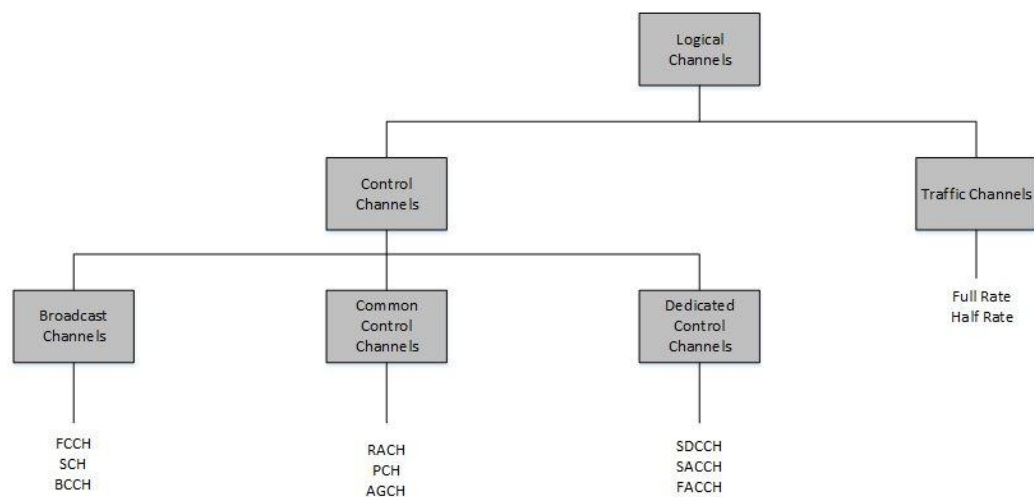 Logical
Channels
Control
Channels
Traffic Channels
Broadcast
Channels
Common
Control
Channels
Dedicated
Control
Channels
Full Rate
Half Rate
FCCH
SCH
BCCH
RACH
PCH
AGCH
SDCCH
SACCH
FACCH